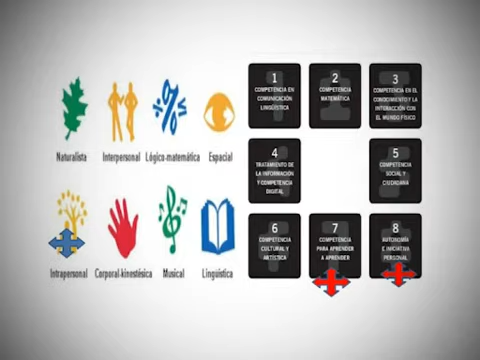 Naturalista
Interpersonal
Lógico-matemática
Espacial
Intrapersonal
Corporal-kinestésica
Musical
Lingüística
1
COMPETENCIA EN
COMUNICACIÓN
LINGÜÍSTICA
2
COMPETENCIA
MATEMÁTICA
3
COMPETENCIA EN EL
CONOCIMIENTO Y LA
INTERACCIÓN CON
EL MUNDO FÍSICO
4
TRATAMIENTO DE
LA INFORMACIÓN
Y COMPETENCIA
DIGITAL
5
COMPETENCIA
SOCIAL Y
CIUDADANA
6
COMPETENCIA
CULTURAL Y
ARTÍSTICA
7
COMPETENCIA
PARA APRENDER
A APRENDER
8
AUTONOMÍA
E INICIATIVA
PERSONAL